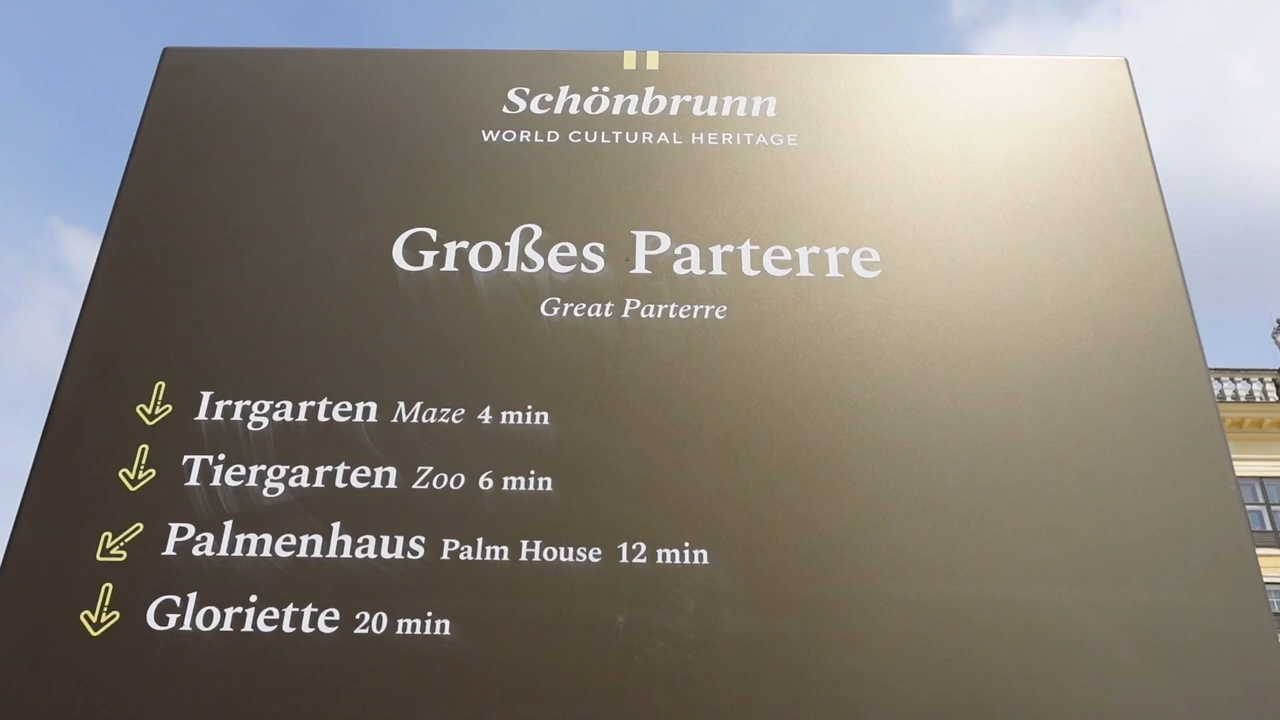 Schönbrunn
WORLD CULTURAL HERITAGE
Großes Parterre
Great Parterre
Irrgarten Maze 4 min
Tiergarten Zoo 6 min
Palmenhaus Palm House 12 min
Gloriette 20 min